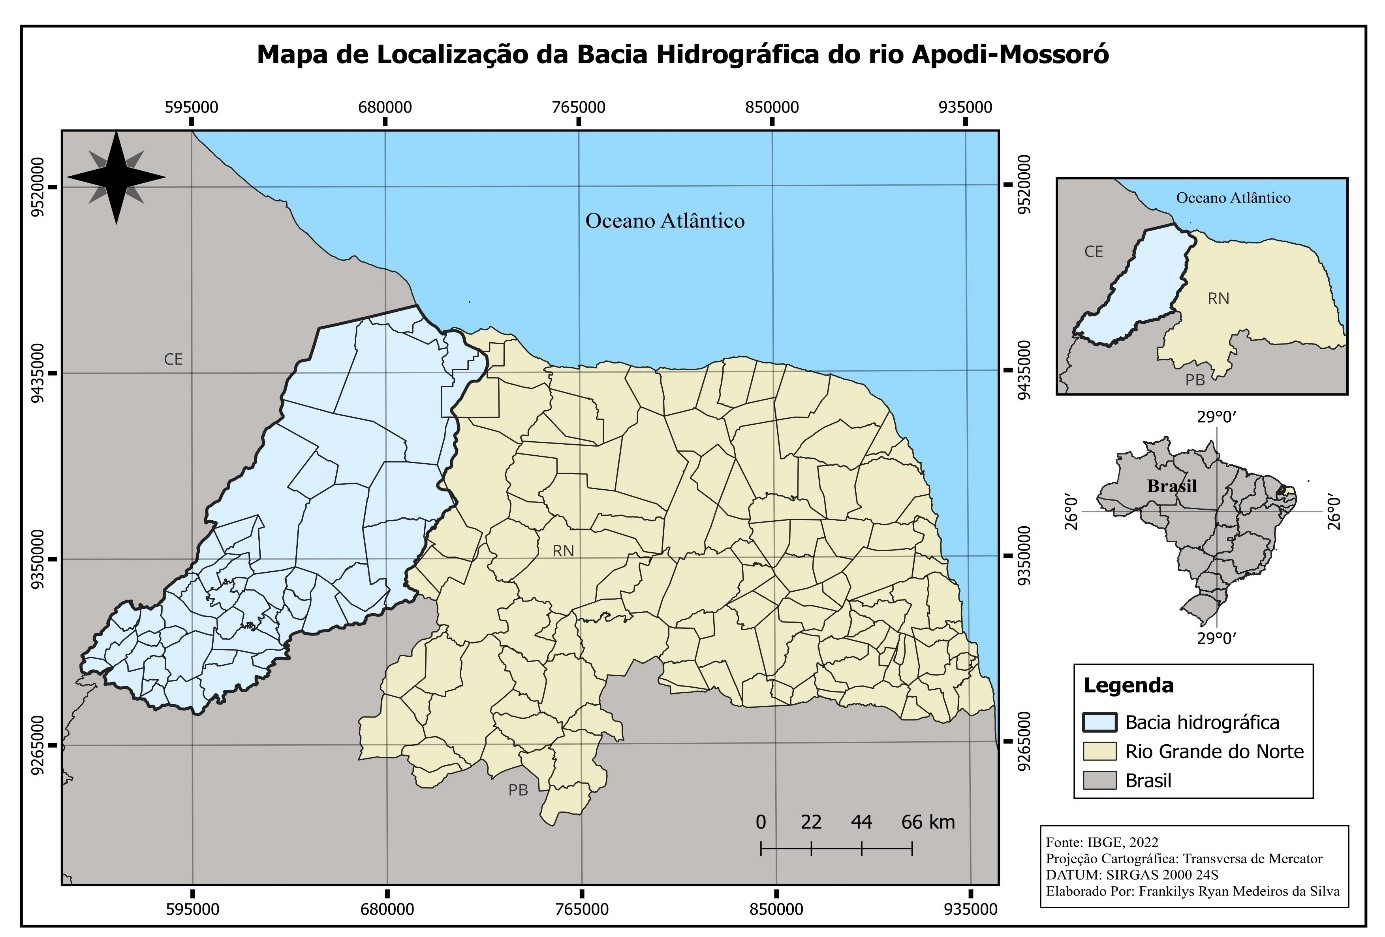 Mapa de Localização da Bacia Hidrográfica do rio Apodi-Mossoró
595000 680000 765000 850000 935000
9520000
9435000
9350000
9265000
Oceano Atlântico
CE
RN
PB
0 22 44 66 km
9520000
9435000
9350000
9265000
595000 680000 765000 850000 935000
Oceano Atlântico
CE
RN
PB
29°0′
Brasil
26°0′ 26°0′
29°0′
Legenda
Bacia hidrográfica
Rio Grande do Norte
Brasil
Fonte: IBGE, 2022
Projeção Cartográfica: Transversa de Mercator
DATUM: SIRGAS 2000 24S
Elaborado Por: Frankilys Ryan Medeiros da Silva